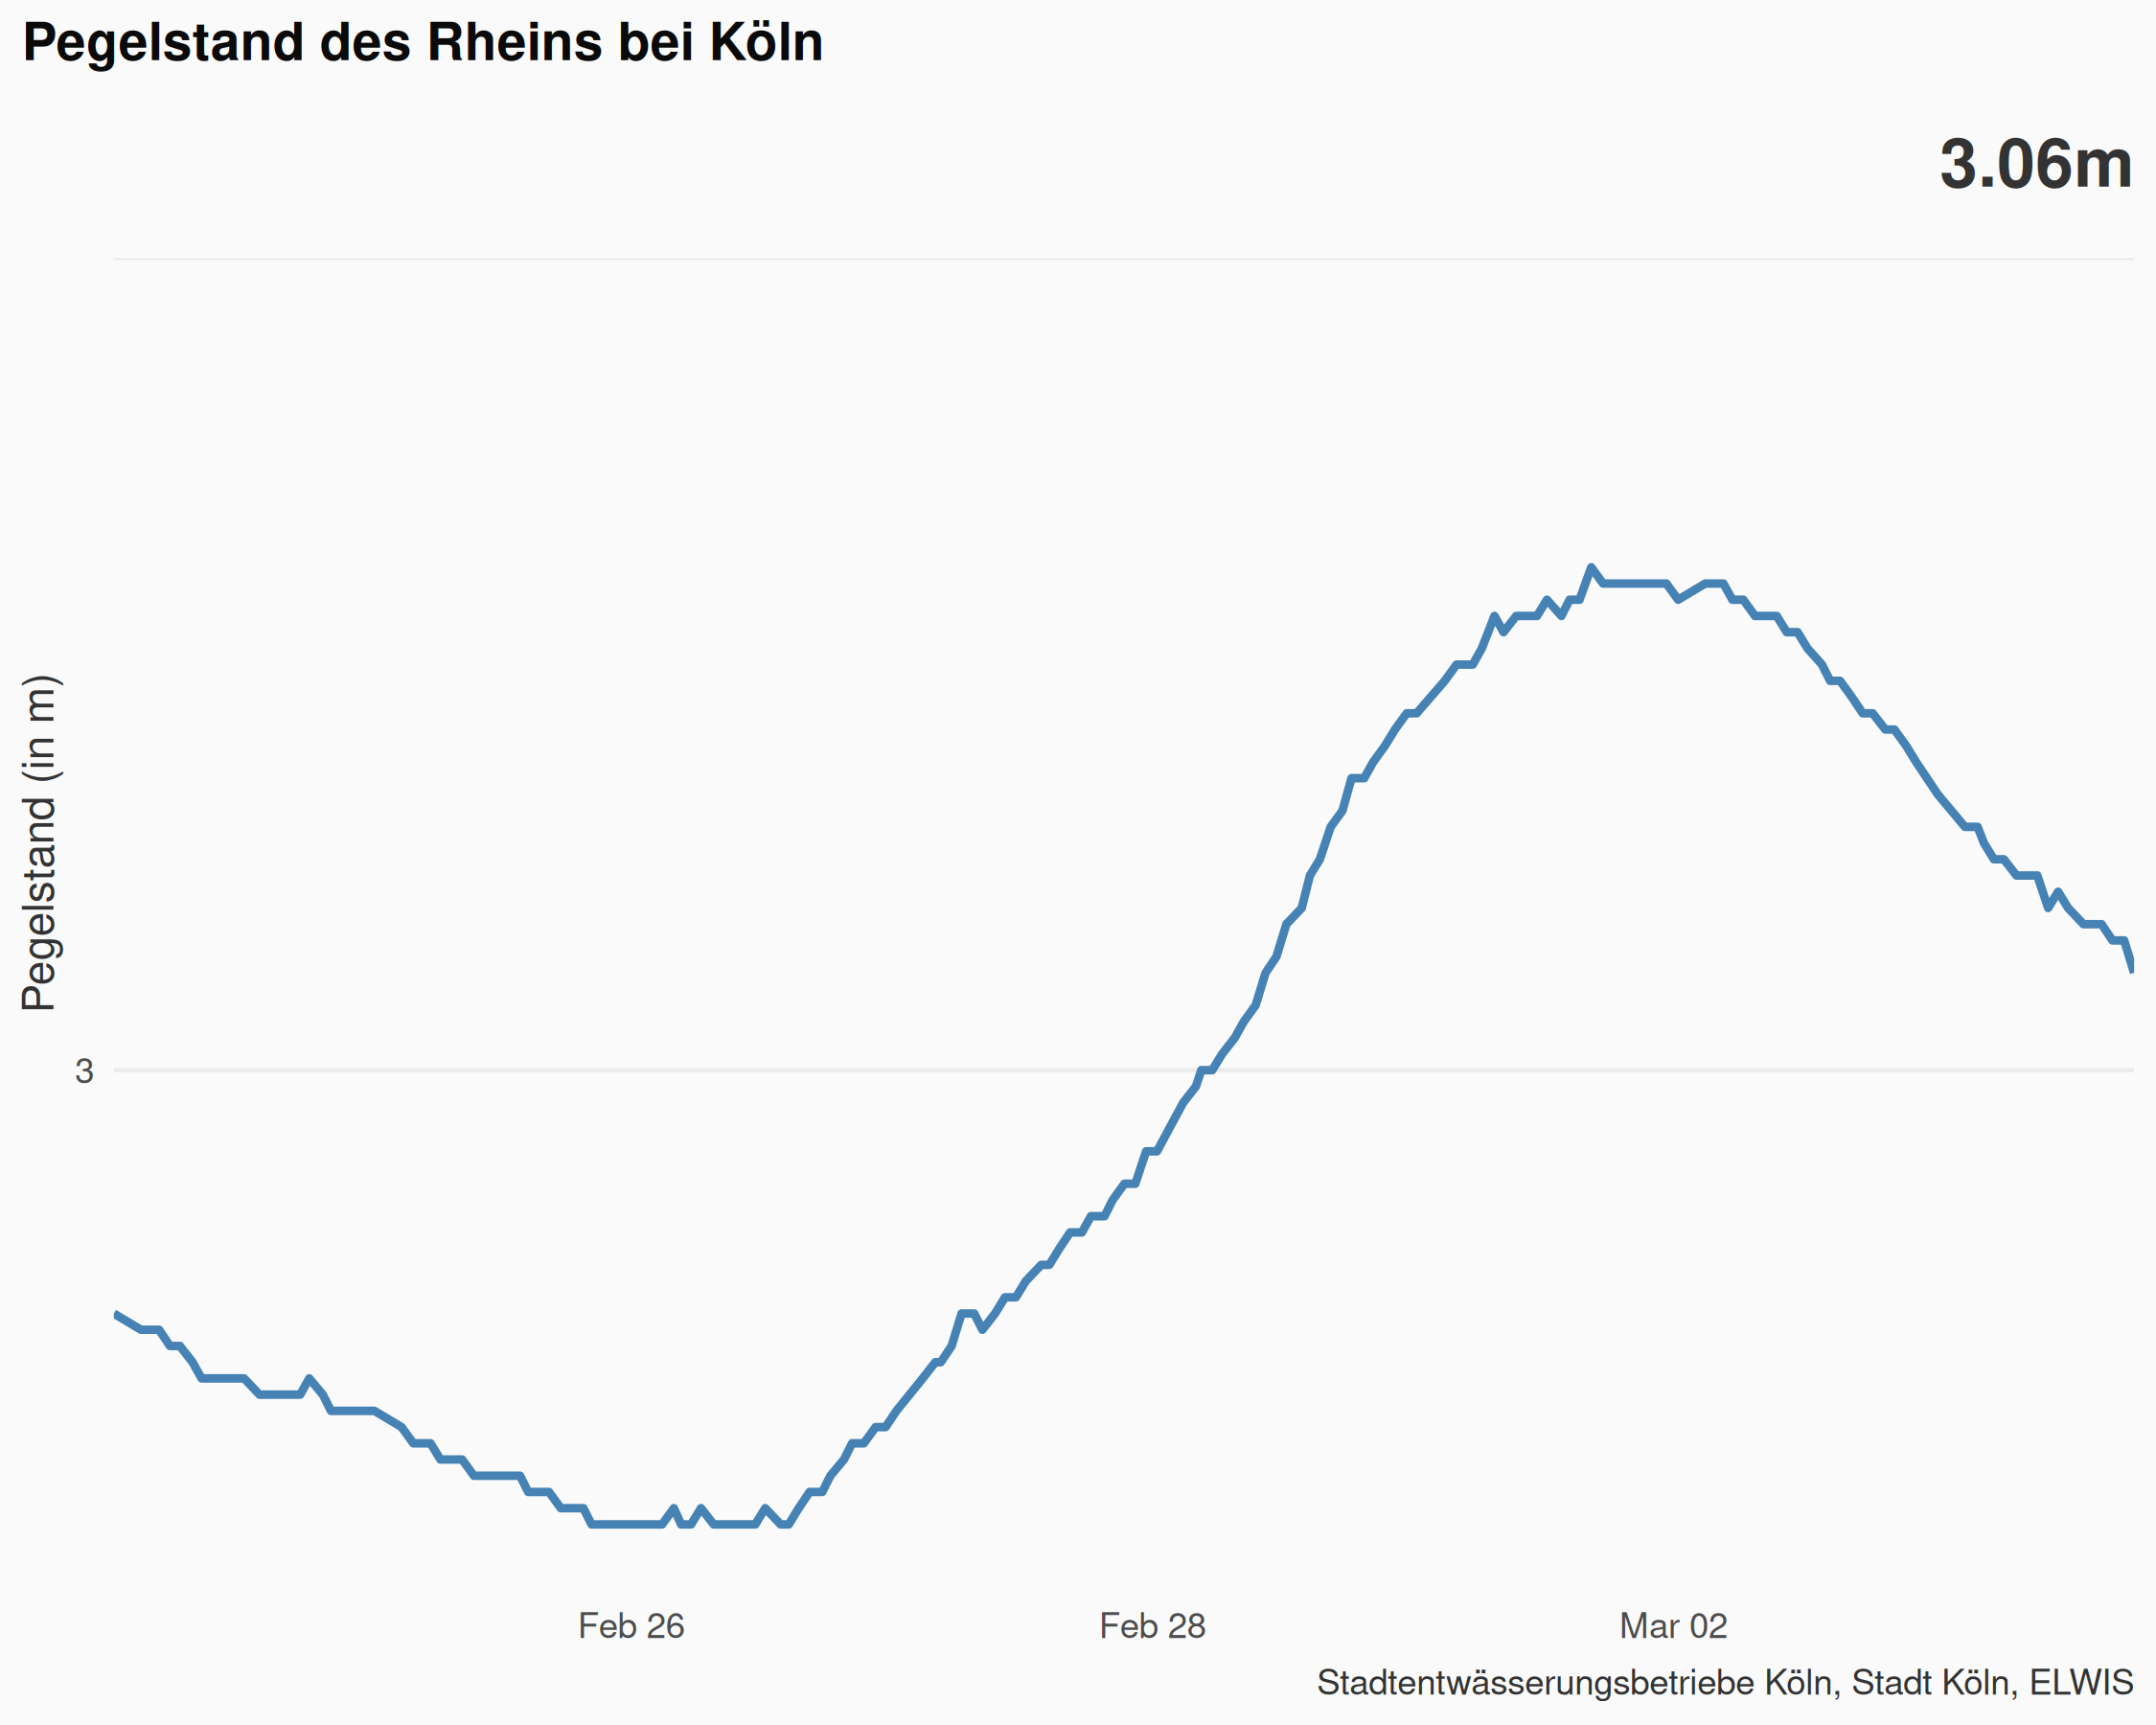 Pegelstand des Rheins bei Köln
3.06m
Pegelstand (in m)
3
Feb 26
Feb 28
Mar 02
Stadtentwässerungsbetriebe Köln, Stadt Köln, ELWIS